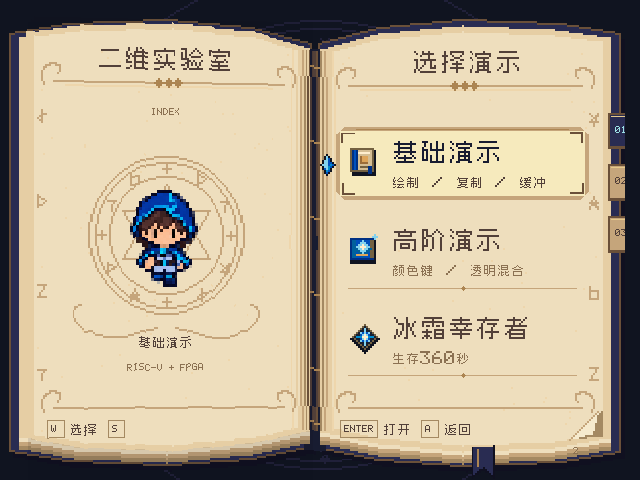 二维实验室
INDEX
基础演示
RISC-V + FPGA
W 选择 S
选择演示
基础演示
绘制 / 复制 / 缓冲
高阶演示
颜色键 / 透明混合
冰霜幸存者
生存360秒
ENTER 打开 A 返回
01
02
03